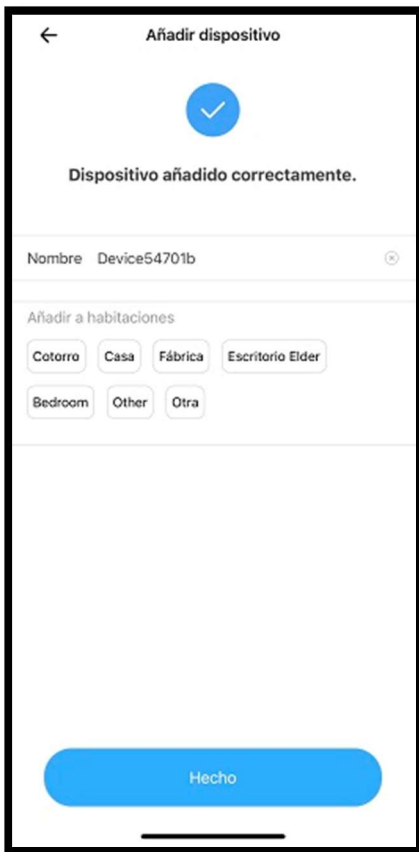 Añadir dispositivo
Dispositivo añadido correctamente.
Nombre Device54701b
Añadir a habitaciones
Cotorro Casa Fábrica Escritorio Elder
Bedroom Other Otra
Hecho